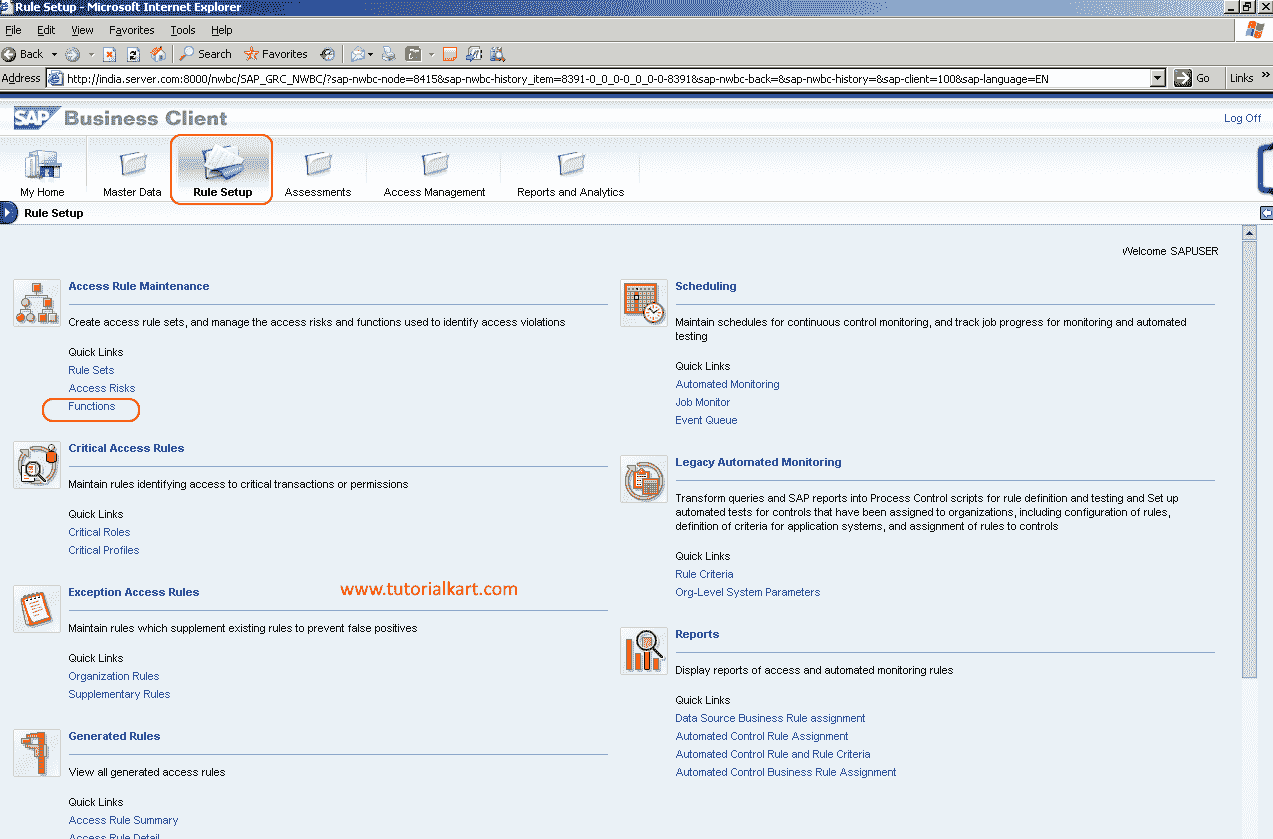 Rule Setup - Microsoft Internet Explorer
File Edit View Favorites Tools Help
Back Search Favorites
Address http://india.server.com:8000/nwbc/SAP_GRC_NWBC/?sap-nwbc-node=8415&sap-nwbc-history_item=8391-0_0_0-0_0_0-0-8391&sap-nwbc-back=&sap-nwbc-history=&sap-client=100&sap-language=EN Go Links »
SAP Business Client
Log Off
My Home Master Data Rule Setup Assessments Access Management Reports and Analytics
Rule Setup
Welcome SAPUSER
Access Rule Maintenance
Create access rule sets, and manage the access risks and functions used to identify access violations
Quick Links
Rule Sets
Access Risks
Functions
Critical Access Rules
Maintain rules identifying access to critical transactions or permissions
Quick Links
Critical Roles
Critical Profiles
Exception Access Rules
www.tutorialkart.com
Maintain rules which supplement existing rules to prevent false positives
Quick Links
Organization Rules
Supplementary Rules
Generated Rules
View all generated access rules
Quick Links
Access Rule Summary
Access Rule Detail
Scheduling
Maintain schedules for continuous control monitoring, and track job progress for monitoring and automated
testing
Quick Links
Automated Monitoring
Job Monitor
Event Queue
Legacy Automated Monitoring
Transform queries and SAP reports into Process Control scripts for rule definition and testing and Set up
automated tests for controls that have been assigned to organizations, including configuration of rules,
definition of criteria for application systems, and assignment of rules to controls
Quick Links
Rule Criteria
Org-Level System Parameters
Reports
Display reports of access and automated monitoring rules
Quick Links
Data Source Business Rule assignment
Automated Control Rule Assignment
Automated Control Rule and Rule Criteria
Automated Control Business Rule Assignment